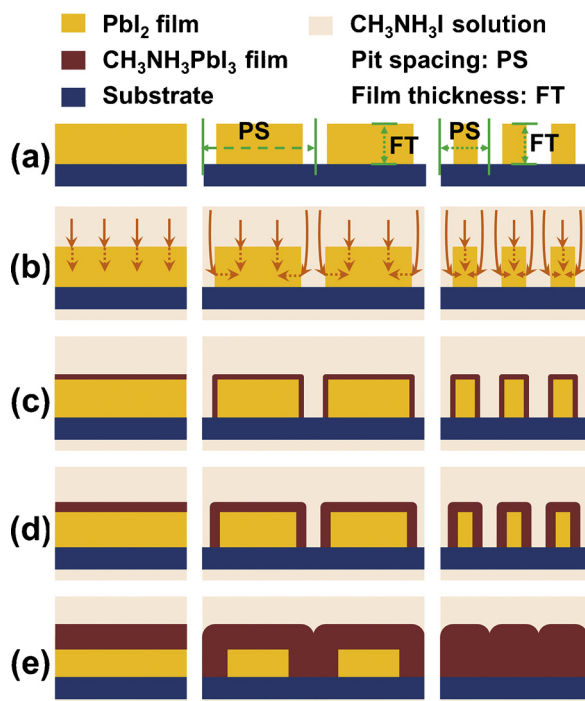 PbI₂ film
CH₃NH₃I solution
CH₃NH₃PbI₃ film
Pit spacing: PS
Substrate
Film thickness: FT
(a)
PS
FT
PS
FT
(b)
(c)
(d)
(e)